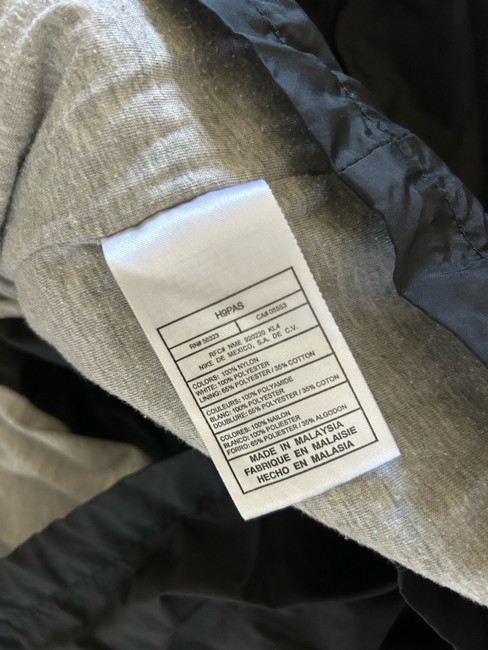 H9PAS
RN# 56323 CA# 05553
RFC# NME 920230 KL4
NIKE DE MEXICO, S.A. DE C.V.
COLORS: 100% NYLON
WHITE: 100% POLYESTER
LINING: 65% POLYESTER / 35% COTTON
COULEURS: 100% POLYAMIDE
BLANC: 100% POLYESTER
DOUBLURE: 65% POLYESTER / 35% COTON
COLORES: 100% NAILON
BLANCO: 100% POLIESTER
FORRO: 65% POLIESTER / 35% ALGODON
MADE IN MALAYSIA
FABRIQUE EN MALAISIE
HECHO EN MALASIA